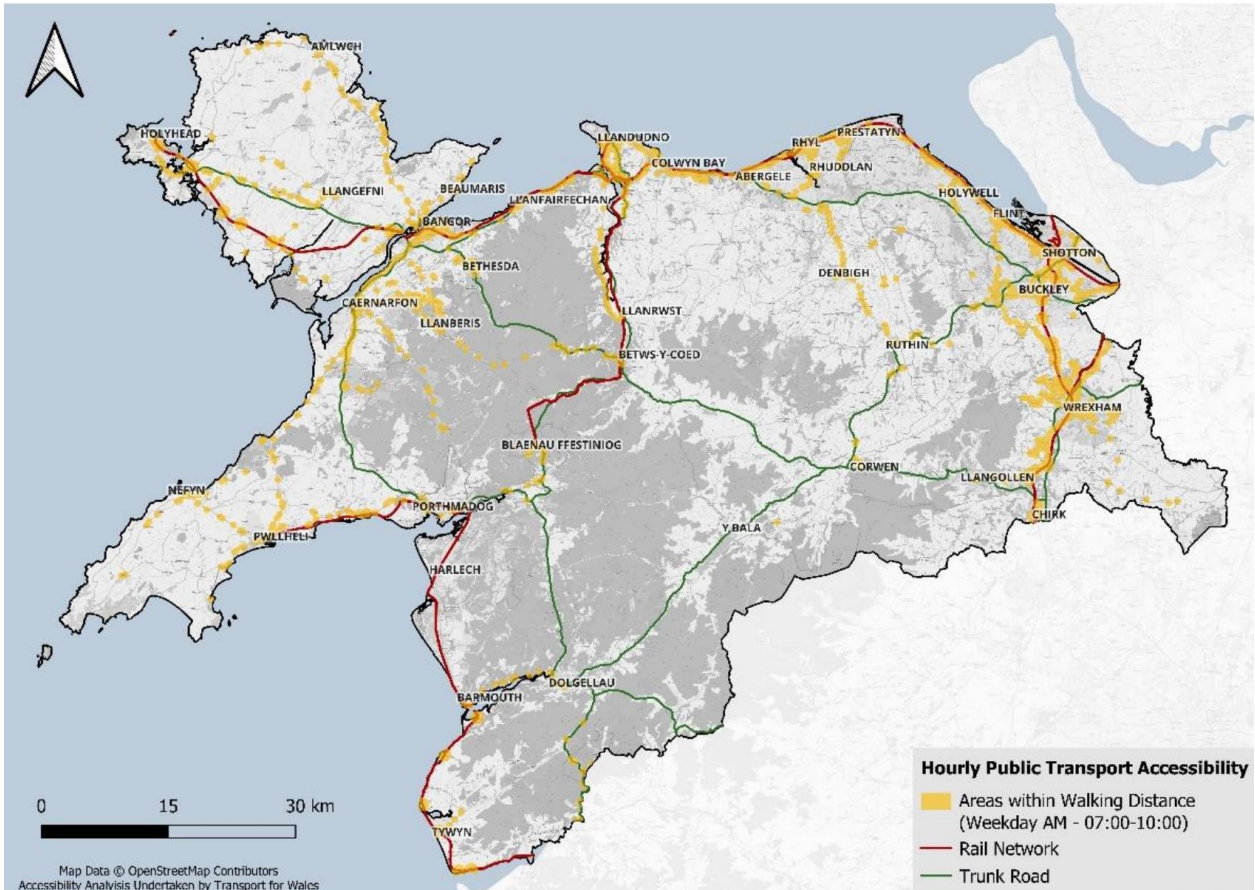 AMLWCH
HOLYHEAD
LLANDUDNO
PRESTATYN
RHYL
COLWYN BAY
RHUDDLAN
ABERGELE
LLANGEFNI
BEAUMARIS
LLANFAIRFECHAN
HOLYWELL
FLINT
BANGOR
SHOTTON
BETHESDA
DENBIGH
BUCKLEY
CAERNARFON
LLANBERIS
LLANRWST
RUTHIN
BETWS-Y-COED
WREXHAM
BLAENAU FFESTINIOG
CORWEN
LLANGOLLEN
NEFYN
PORTHMADOG
CHIRK
PWLLHELI
Y BALA
HARLECH
DOLGELLAU
BARMOUTH
TYWYN
Hourly Public Transport Accessibility
Areas within Walking Distance
(Weekday AM - 07:00-10:00)
Rail Network
Trunk Road
0 15 30 km
Map Data © OpenStreetMap Contributors
Accessibility Analysis Undertaken by Transport for Wales